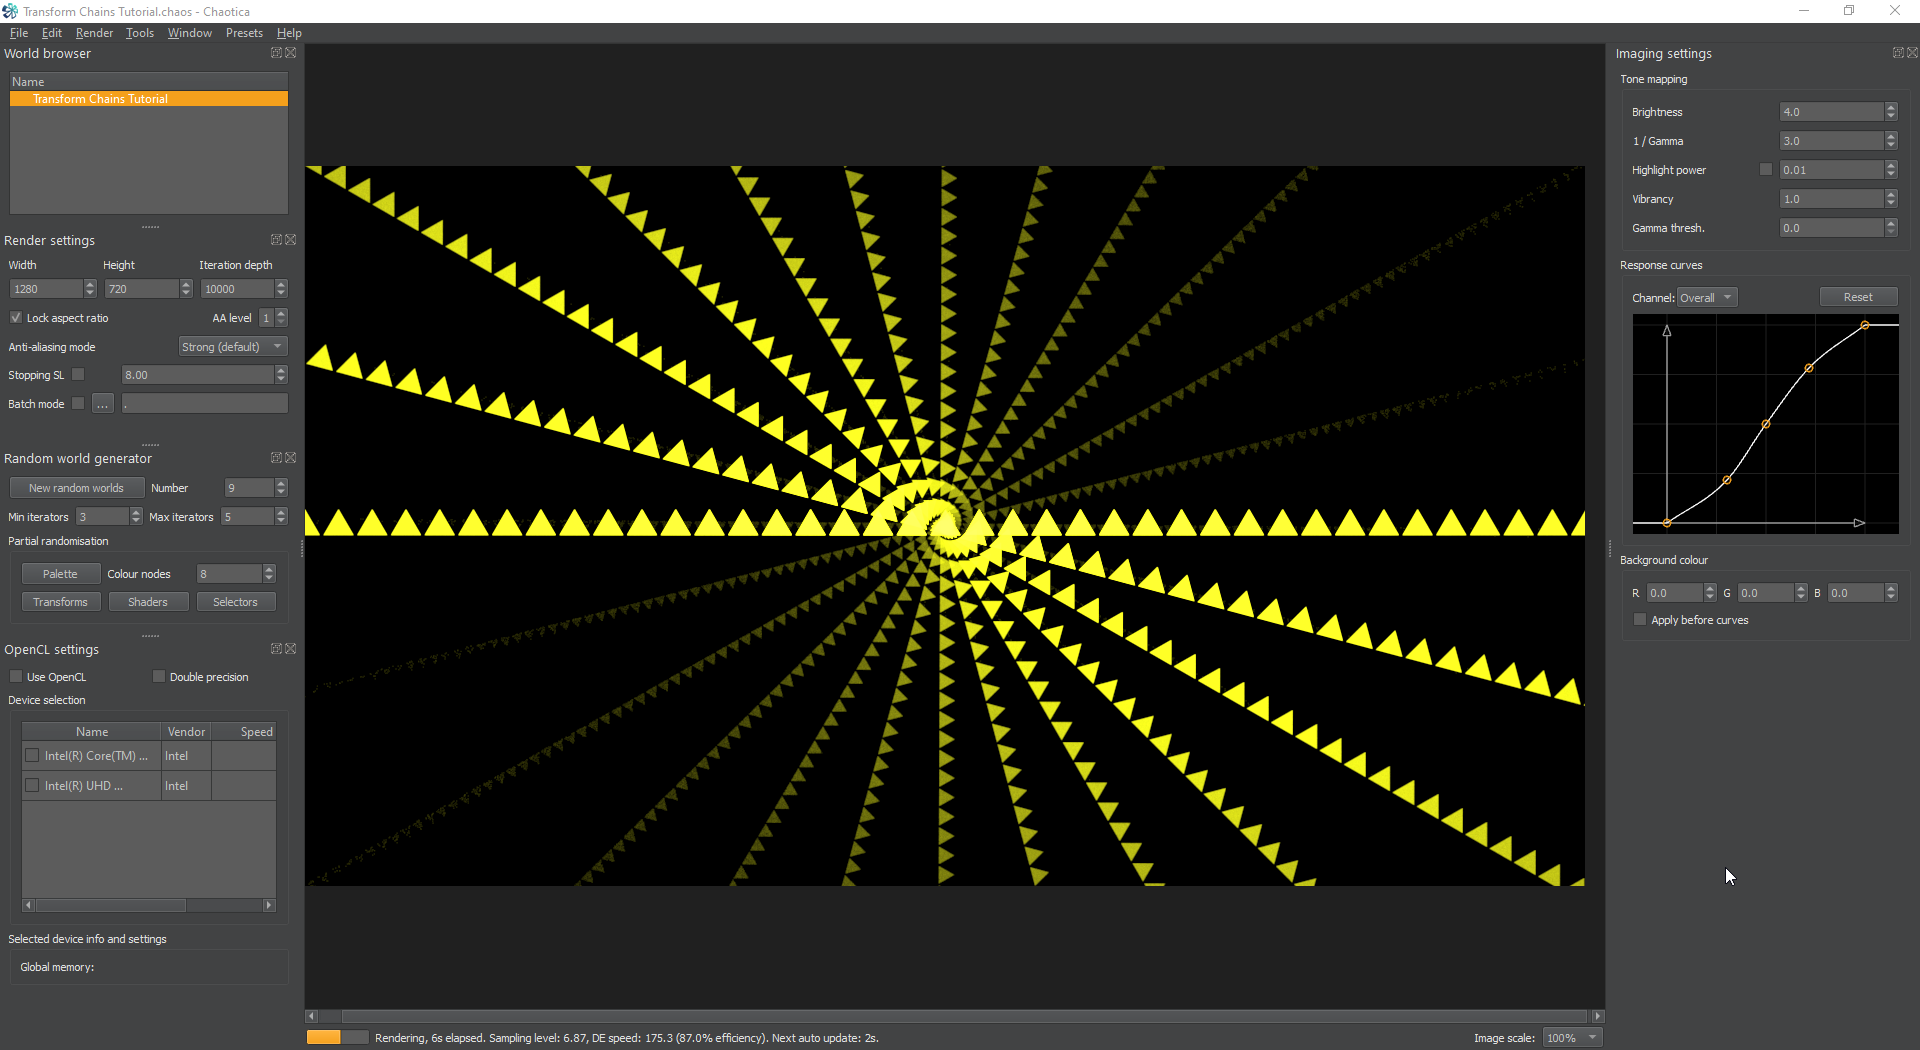 Transform Chains Tutorial.chaos - Chaotica
File Edit Render Tools Window Presets Help
World browser
Name
Transform Chains Tutorial
Render settings
Width Height Iteration depth
1280 720 10000
Lock aspect ratio AA level 1
Anti-aliasing mode Strong (default)
Stopping SL 8.00
Batch mode ... .
Random world generator
New random worlds Number 9
Min iterators 3 Max iterators 5
Partial randomisation
Palette Colour nodes 8
Transforms Shaders Selectors
OpenCL settings
Use OpenCL Double precision
Device selection
Name Vendor Speed
Intel(R) Core(TM) ... Intel
Intel(R) UHD ... Intel
Selected device info and settings
Global memory:
Rendering, 6s elapsed. Sampling level: 6.87, DE speed: 175.3 (87.0% efficiency). Next auto update: 2s.
Image scale: 100%
Imaging settings
Tone mapping
Brightness 4.0
1 / Gamma 3.0
Highlight power 0.01
Vibrancy 1.0
Gamma thresh. 0.0
Response curves
Channel: Overall Reset
Background colour
R 0.0 G 0.0 B 0.0
Apply before curves